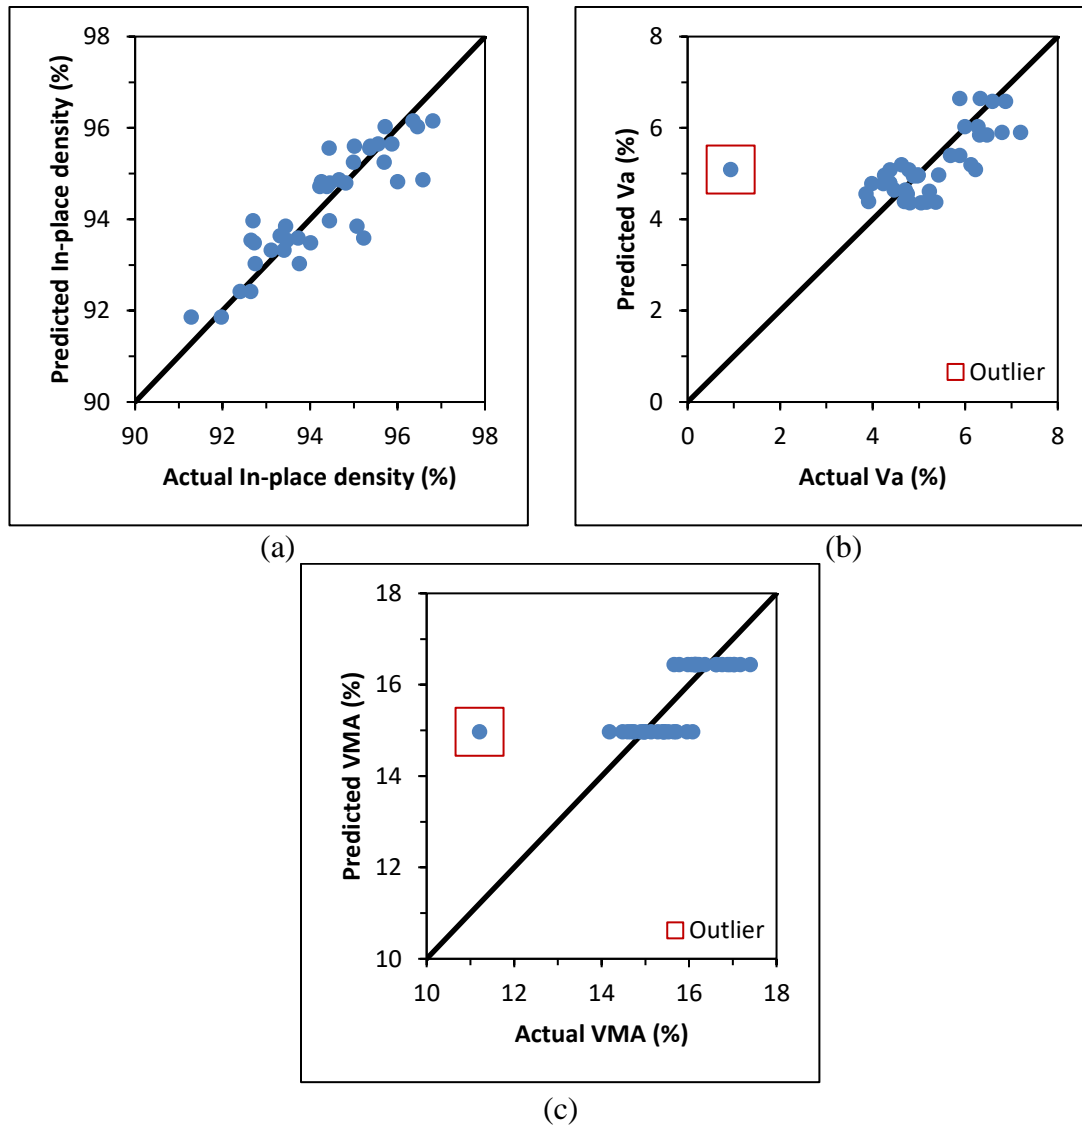 Predicted In-place density (%)
98
96
94
92
90
90 92 94 96 98
Actual In-place density (%)
(a)
Predicted Va (%)
8
6
4
2
0
Outlier
0 2 4 6 8
Actual Va (%)
(b)
Predicted VMA (%)
18
16
14
12
10
Outlier
10 12 14 16 18
Actual VMA (%)
(c)